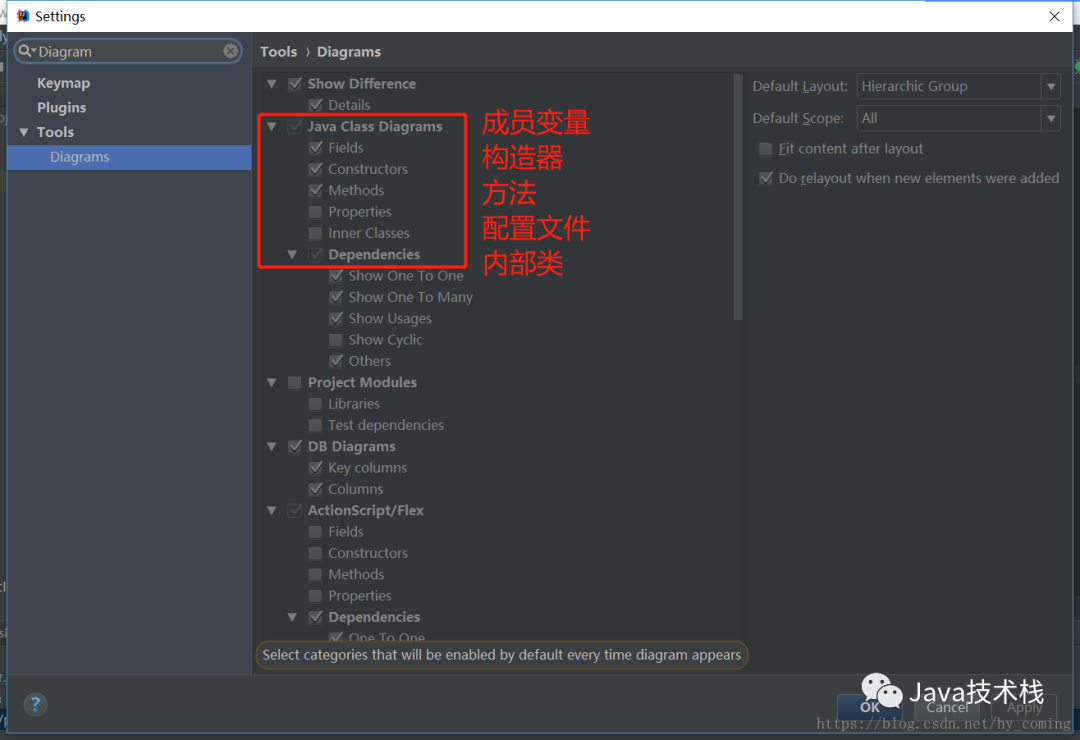 Settings
Diagram
Keymap
Plugins
Tools
Diagrams
Tools › Diagrams
Show Difference
Details
Java Class Diagrams
Fields
Constructors
Methods
Properties
Inner Classes
Dependencies
Show One To One
Show One To Many
Show Usages
Show Cyclic
Others
Project Modules
Libraries
Test dependencies
DB Diagrams
Key columns
Columns
ActionScript/Flex
Fields
Constructors
Methods
Properties
Dependencies
One To One
Select categories that will be enabled by default every time diagram appears
成员变量
构造器
方法
配置文件
内部类
Default Layout: Hierarchic Group
Default Scope: All
Fit content after layout
Do relayout when new elements were added
?
OK
Cancel
Apply
Java技术栈
https://blog.csdn.net/hy_coming